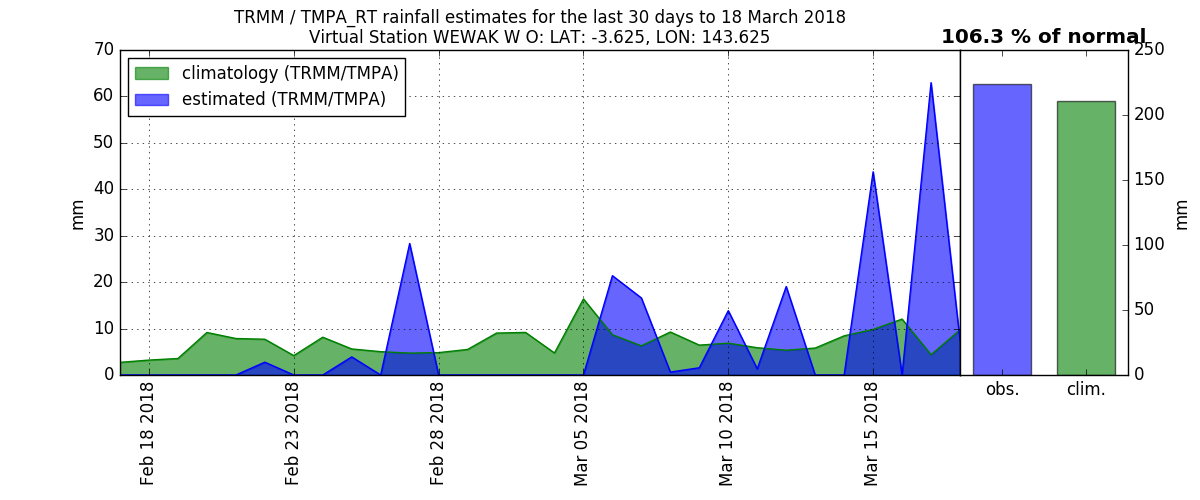 TRMM / TMPA_RT rainfall estimates for the last 30 days to 18 March 2018
Virtual Station WEWAK W O: LAT: -3.625, LON: 143.625
106.3 % of normal
climatology (TRMM/TMPA)
estimated (TRMM/TMPA)
70
60
50
40
30
20
10
0
mm
Feb 18 2018
Feb 23 2018
Feb 28 2018
Mar 05 2018
Mar 10 2018
Mar 15 2018
obs.
clim.
250
200
150
100
50
0
mm